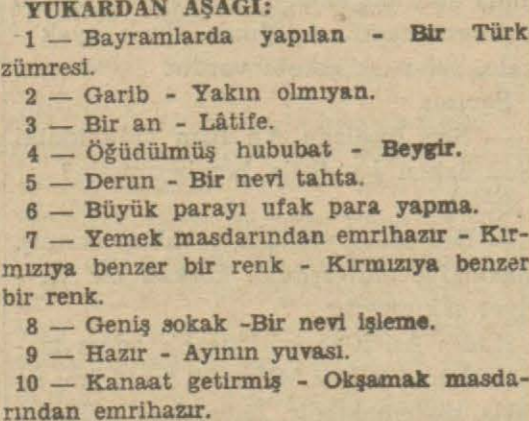 YUKARDAN AŞAĞI:
1 — Bayramlarda yapılan - Bir Türk
zümresi.
2 — Garib - Yakın olmıyan.
3 — Bir an - Lâtife.
4 — Öğüdülmüş hububat - Beygir.
5 — Derun - Bir nevi tahta.
6 — Büyük parayı ufak para yapma.
7 — Yemek masdarından emrihazır - Kır-
mızıya benzer bir renk - Kırmızıya benzer
bir renk.
8 — Geniş sokak -Bir nevi işleme.
9 — Hazır - Ayının yuvası.
10 — Kanaat getirmiş - Okşamak masda-
rından emrihazır.